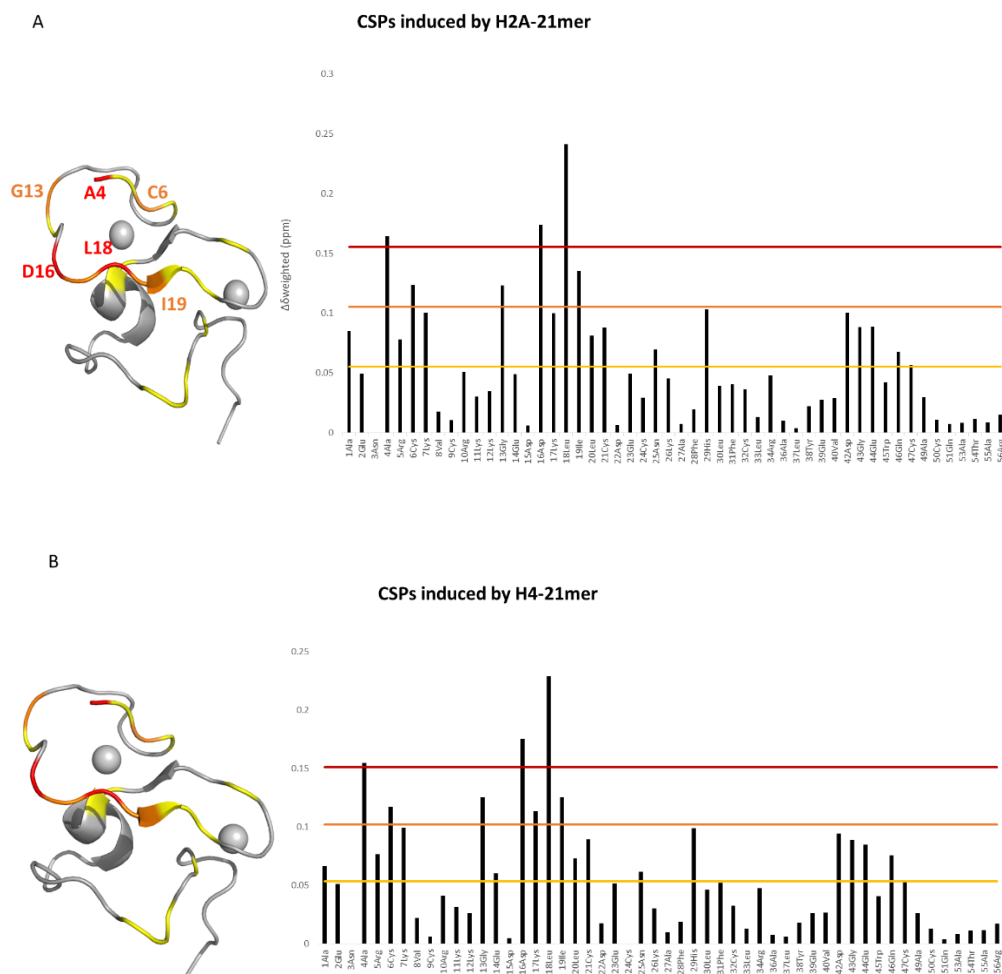 A
CSPs induced by H2A-21mer
0.3
0.25
0.2
0.15
0.1
0.05
0
Δδweighted (ppm)
G13
A4
C6
L18
D16
I19
1Ala
2Glu
3Asn
4Ala
5Arg
6Cys
7Lys
8Val
9Cys
10Arg
11Lys
12Lys
13Gly
14Glu
15Asp
16Asp
17Lys
18Leu
19Ile
20Leu
21Cys
22Asp
23Glu
24Cys
25Asn
26Lys
27Ala
28Phe
29His
30Leu
31Phe
32Cys
33Leu
34Arg
36Ala
37Leu
38Tyr
39Glu
40Val
42Asp
43Gly
44Glu
45Trp
46Gln
47Cys
49Ala
50Cys
51Gln
53Ala
54Thr
55Ala
56Arg
B
CSPs induced by H4-21mer
0.25
0.2
0.15
0.1
0.05
0
1Ala
2Glu
3Asn
4Ala
5Arg
6Cys
7Lys
8Val
9Cys
10Arg
11Lys
12Lys
13Gly
14Glu
15Asp
16Asp
17Lys
18Leu
19Ile
20Leu
21Cys
22Asp
23Glu
24Cys
25Asn
26Lys
27Ala
28Phe
29His
30Leu
31Phe
32Cys
33Leu
34Arg
36Ala
37Leu
38Tyr
39Glu
40Val
42Asp
43Gly
44Glu
45Trp
46Gln
47Cys
49Ala
50Cys
51Gln
53Ala
54Thr
55Ala
56Arg